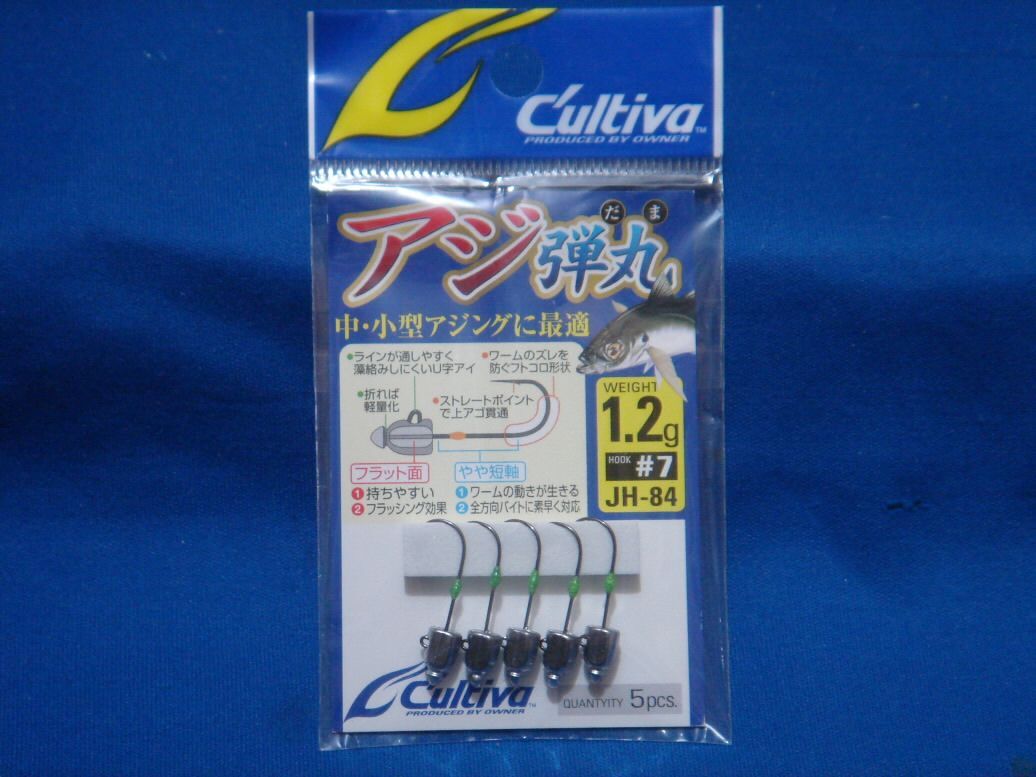 C'ultiva™
PRODUCED BY OWNER
だま
アジ弾丸
中・小型アジングに最適
ラインが通しやすく
藻絡みしにくいU字アイ
ワームのズレを
防ぐフトコロ形状
折れば
軽量化
ストレートポイント
で上アゴ貫通
フラット面
1 持ちやすい
2 フラッシング効果
やや短軸
1 ワームの動きが生きる
2 全方向バイトに素早く対応
WEIGHT
1.2g
HOOK #7
JH-84
C'ultiva™
PRODUCED BY OWNER
QUANTYITY 5pcs.